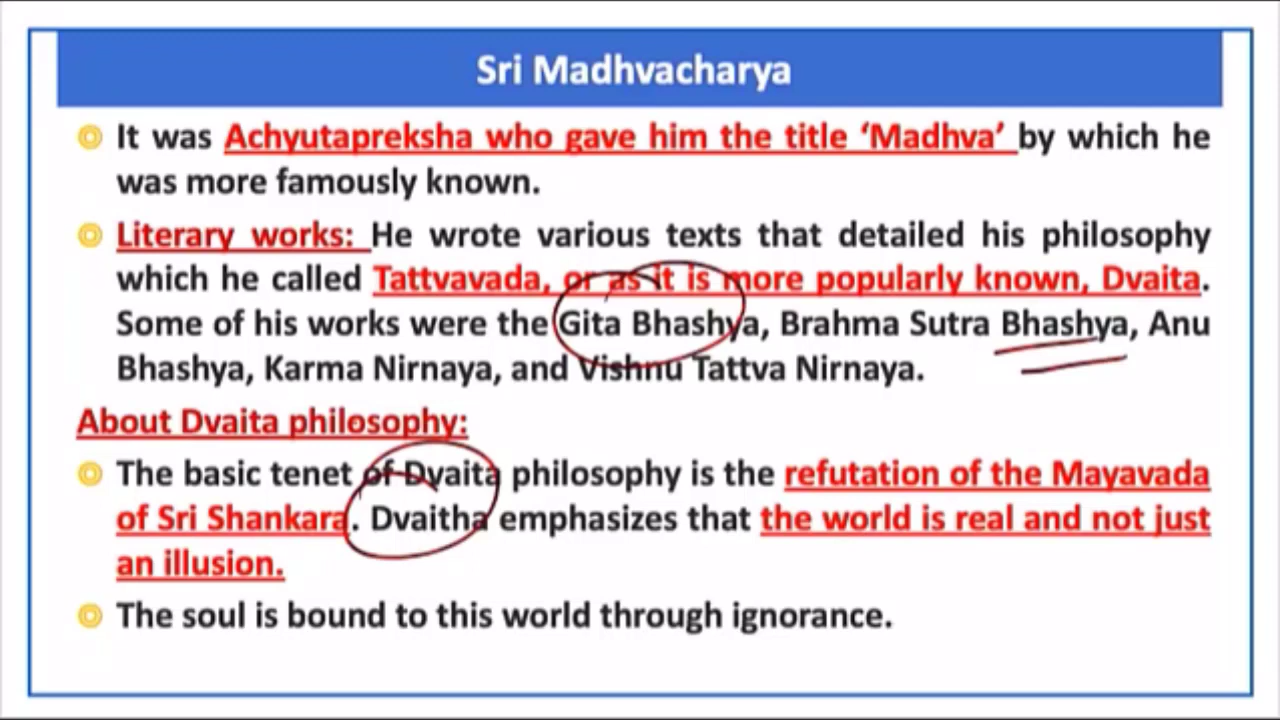 Sri Madhvacharya
It was Achyutapreksha who gave him the title ‘Madhva’ by which he
was more famously known.
Literary works: He wrote various texts that detailed his philosophy
which he called Tattvavada, or as it is more popularly known, Dvaita.
Some of his works were the Gita Bhashya, Brahma Sutra Bhashya, Anu
Bhashya, Karma Nirnaya, and Vishnu Tattva Nirnaya.
About Dvaita philosophy:
The basic tenet of Dvaita philosophy is the refutation of the Mayavada
of Sri Shankara. Dvaitha emphasizes that the world is real and not just
an illusion.
The soul is bound to this world through ignorance.